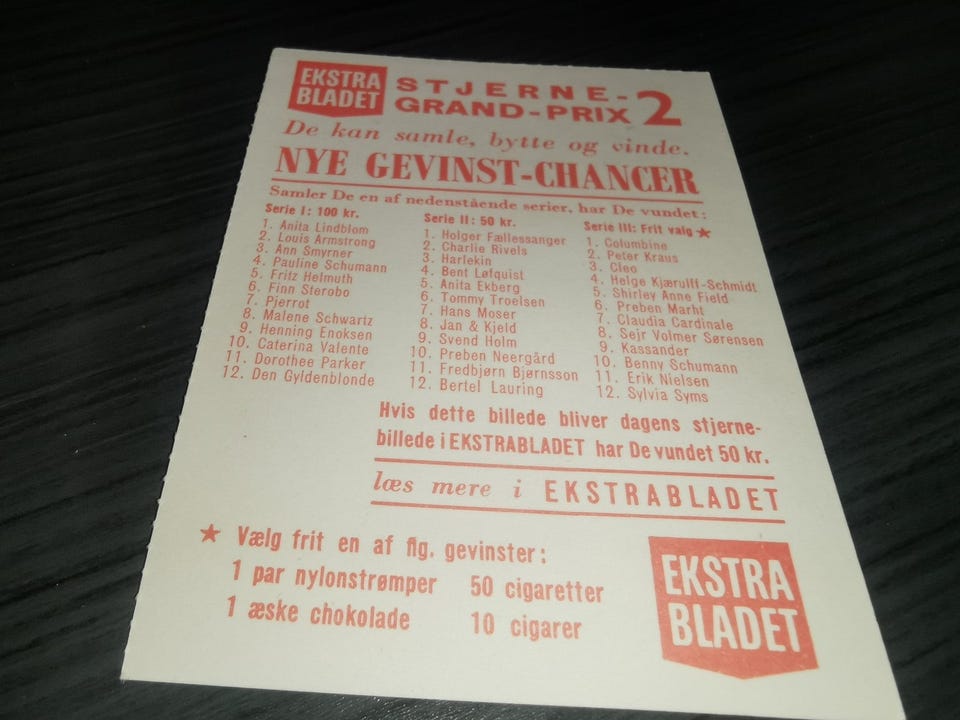 EKSTRA
BLADET
STJERNE-
GRAND-PRIX 2
De kan samle, bytte og vinde.
NYE GEVINST-CHANCER
Samler De en af nedenstående serier, har De vundet:
Serie I: 100 kr.
1. Anita Lindblom
2. Louis Armstrong
3. Ann Smyrner
4. Pauline Schumann
5. Fritz Helmuth
6. Finn Sterobo
7. Pjerrot
8. Malene Schwartz
9. Henning Enoksen
10. Caterina Valente
11. Dorothee Parker
12. Den Gyldenblonde
Serie II: 50 kr.
1. Holger Fællessanger
2. Charlie Rivels
3. Harlekin
4. Bent Løfquist
5. Anita Ekberg
6. Tommy Troelsen
7. Hans Moser
8. Jan & Kjeld
9. Svend Holm
10. Preben Neergård
11. Fredbjørn Bjørnsson
12. Bertel Lauring
Serie III: Frit valg ★
1. Columbine
2. Peter Kraus
3. Cleo
4. Helge Kjærulff-Schmidt
5. Shirley Anne Field
6. Preben Marht
7. Claudia Cardinale
8. Sejr Volmer Sørensen
9. Kassander
10. Benny Schumann
11. Erik Nielsen
12. Sylvia Syms
Hvis dette billede bliver dagens stjerne-
billede i EKSTRABLADET har De vundet 50 kr.
læs mere i EKSTRABLADET
★ Vælg frit en af flg. gevinster:
1 par nylonstrømper 50 cigaretter
1 æske chokolade 10 cigarer
EKSTRA
BLADET